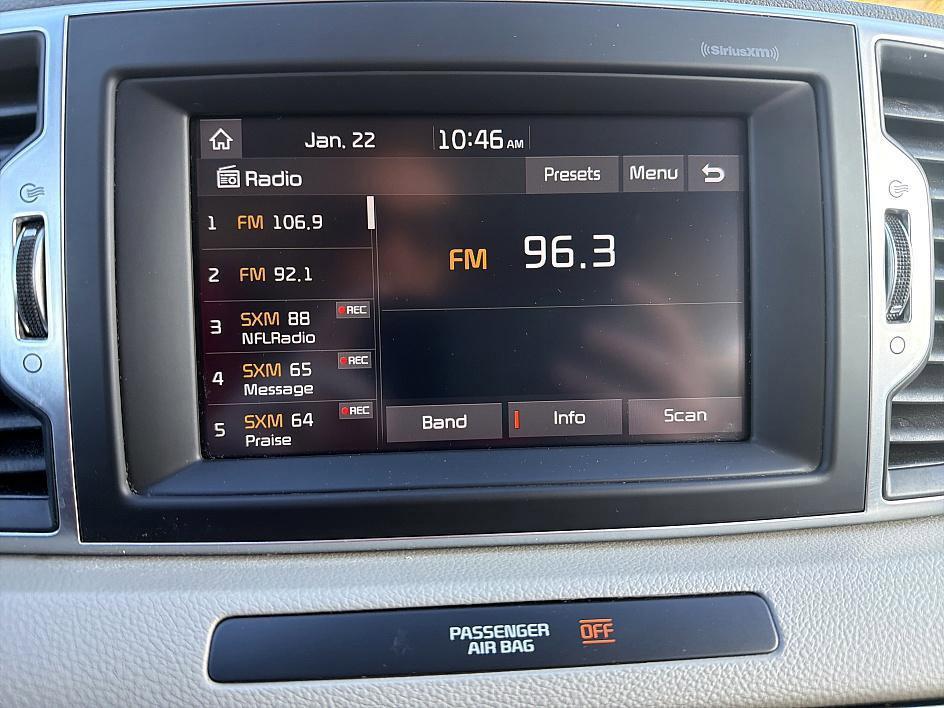 ((SiriusXM))
Jan. 22 10:46 AM
Radio Presets Menu
1 FM 106.9
2 FM 92.1
3 SXM 88 REC
NFLRadio
4 SXM 65 REC
Message
5 SXM 64 REC
Praise
FM 96.3
Band Info Scan
PASSENGER
AIR BAG
OFF